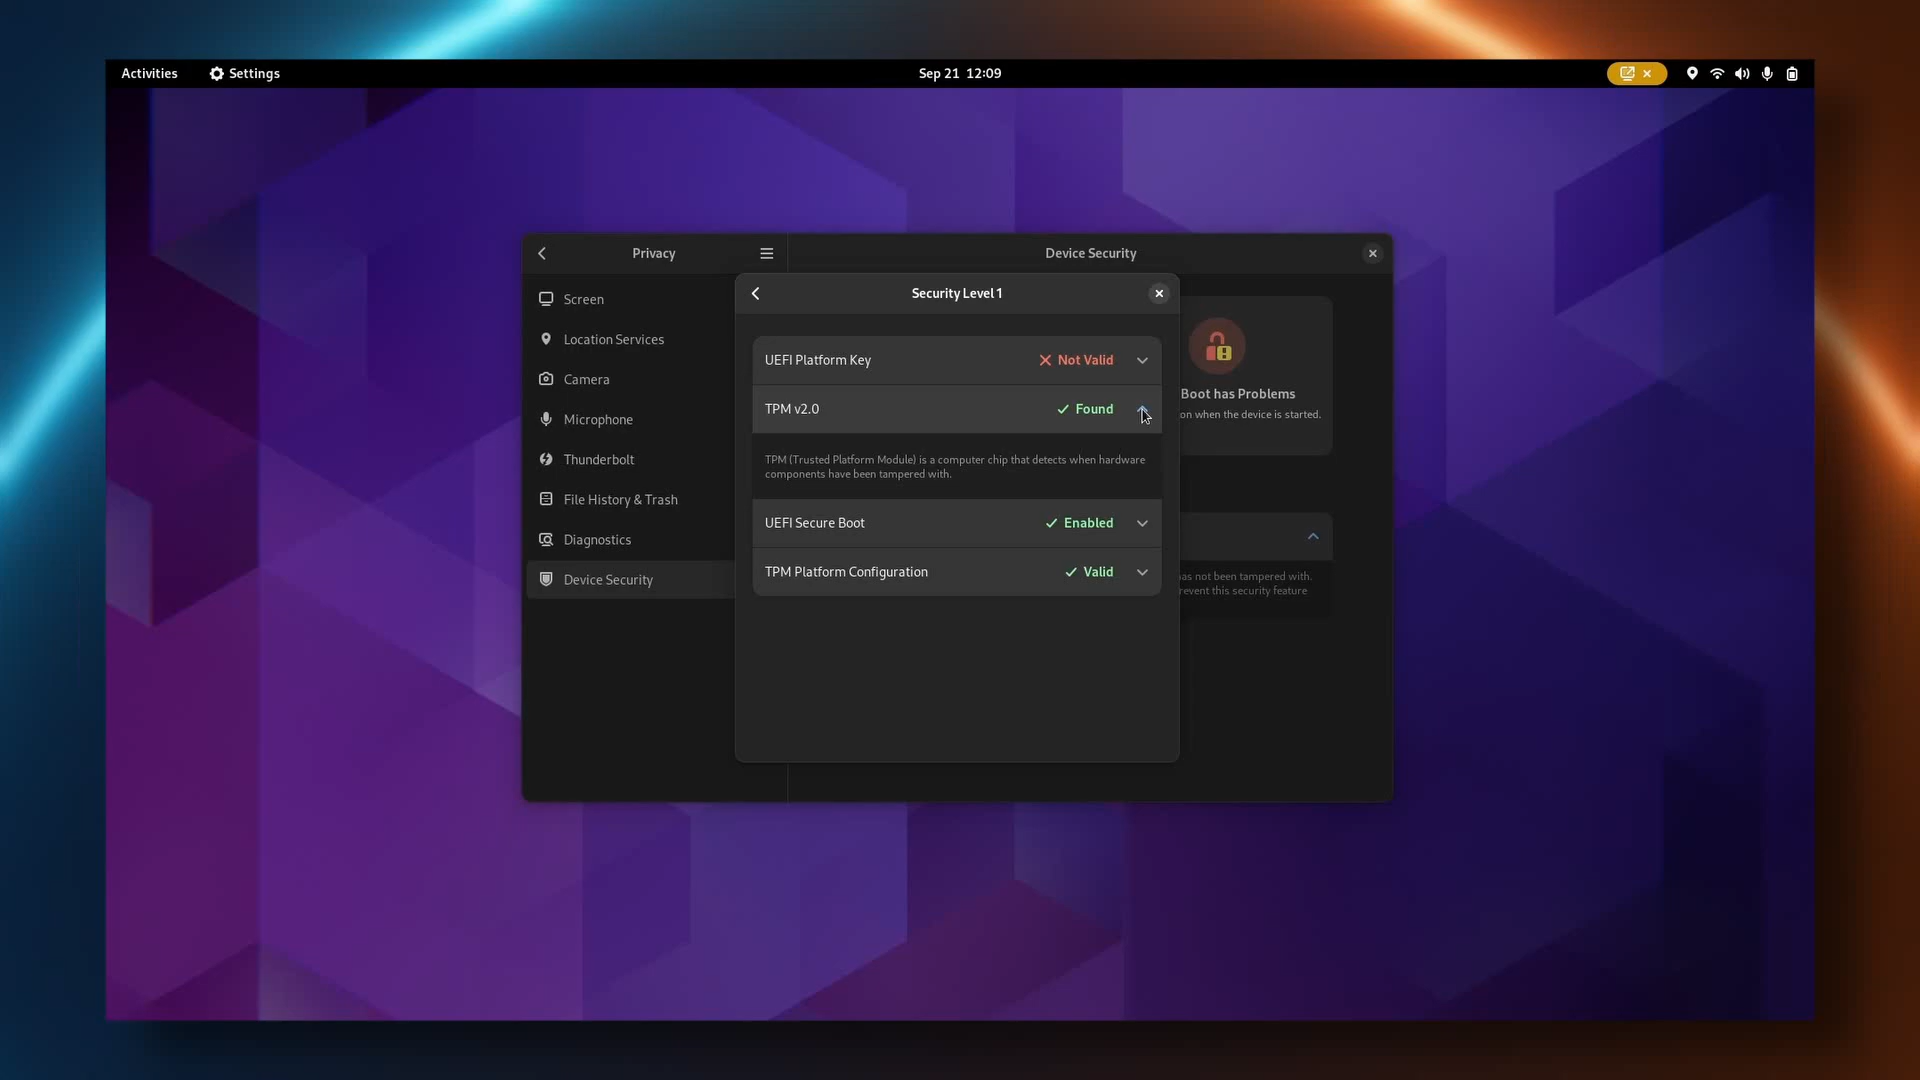 Activities
Settings
Sep 21 12:09
Privacy
Device Security
Screen
Location Services
Camera
Microphone
Thunderbolt
File History & Trash
Diagnostics
Device Security
Security Level 1
UEFI Platform Key
Not Valid
TPM v2.0
Found
TPM (Trusted Platform Module) is a computer chip that detects when hardware
components have been tampered with.
UEFI Secure Boot
Enabled
TPM Platform Configuration
Valid
Boot has Problems
on when the device is started.
has not been tampered with.
revent this security feature